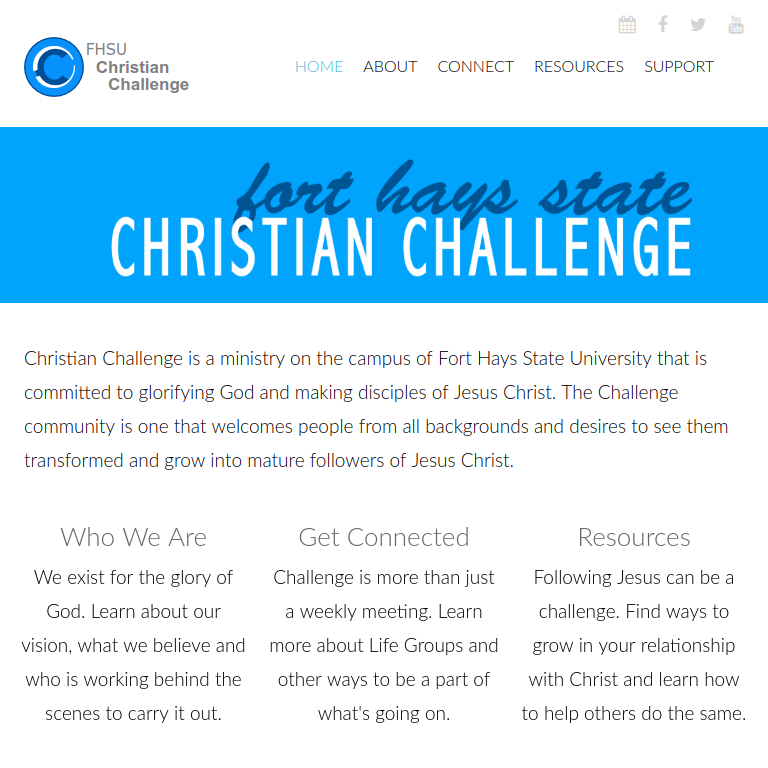 You
Tube
FHSU
Christian
Challenge
HOME ABOUT CONNECT RESOURCES SUPPORT
fort hays state
CHRISTIAN CHALLENGE
Christian Challenge is a ministry on the campus of Fort Hays State University that is
committed to glorifying God and making disciples of Jesus Christ. The Challenge
community is one that welcomes people from all backgrounds and desires to see them
transformed and grow into mature followers of Jesus Christ.
Who We Are
We exist for the glory of
God. Learn about our
vision, what we believe and
who is working behind the
scenes to carry it out.
Get Connected
Challenge is more than just
a weekly meeting. Learn
more about Life Groups and
other ways to be a part of
what's going on.
Resources
Following Jesus can be a
challenge. Find ways to
grow in your relationship
with Christ and learn how
to help others do the same.